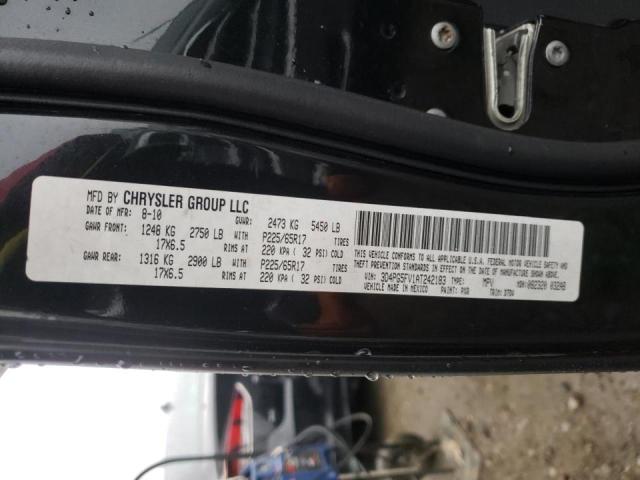 MFD BY CHRYSLER GROUP LLC
DATE OF MFR: 8-10 GVWR: 2473 KG 5450 LB
GAWR FRONT: 1248 KG 2750 LB P225/65R17 TIRES
17X6.5 RIMS AT 220 KPA ( 32 PSI) COLD
GAWR REAR: 1316 KG 2900 LB P225/65R17 TIRES
17X6.5 RIMS AT 220 KPA ( 32 PSI) COLD
THIS VEHICLE CONFORMS TO ALL APPLICABLE U.S.A. FEDERAL MOTOR VEHICLE SAFETY AND
THEFT PREVENTION STANDARDS IN EFFECT ON THE DATE OF MANUFACTURE SHOWN ABOVE.
VIN: 3D4PG5FV1AT242183 TYPE: MPV
VEHICLE MADE IN MEXICO PAINT: PXR MDH: 082320